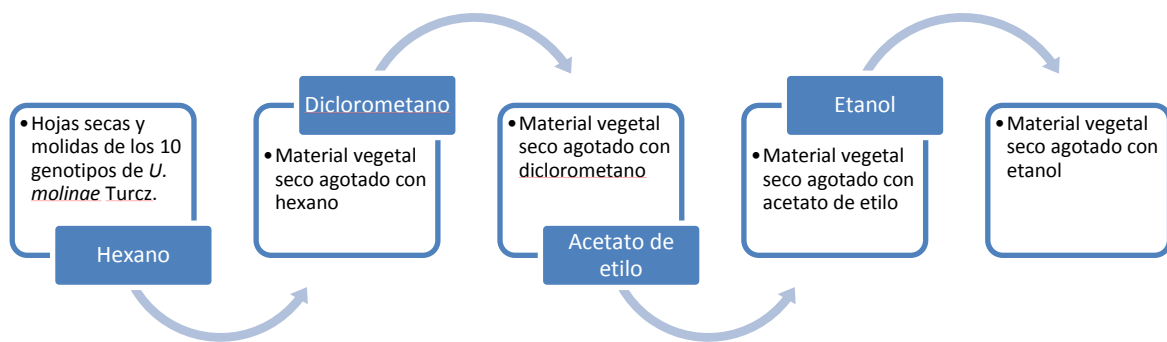 •Hojas secas y
molidas de los 10
genotipos de U.
molinae Turcz.
Hexano
Diclorometano
•Material vegetal
seco agotado con
hexano
•Material vegetal
seco agotado con
diclorometano
Acetato de
etilo
Etanol
•Material vegetal
seco agotado con
acetato de etilo
•Material vegetal
seco agotado con
etanol